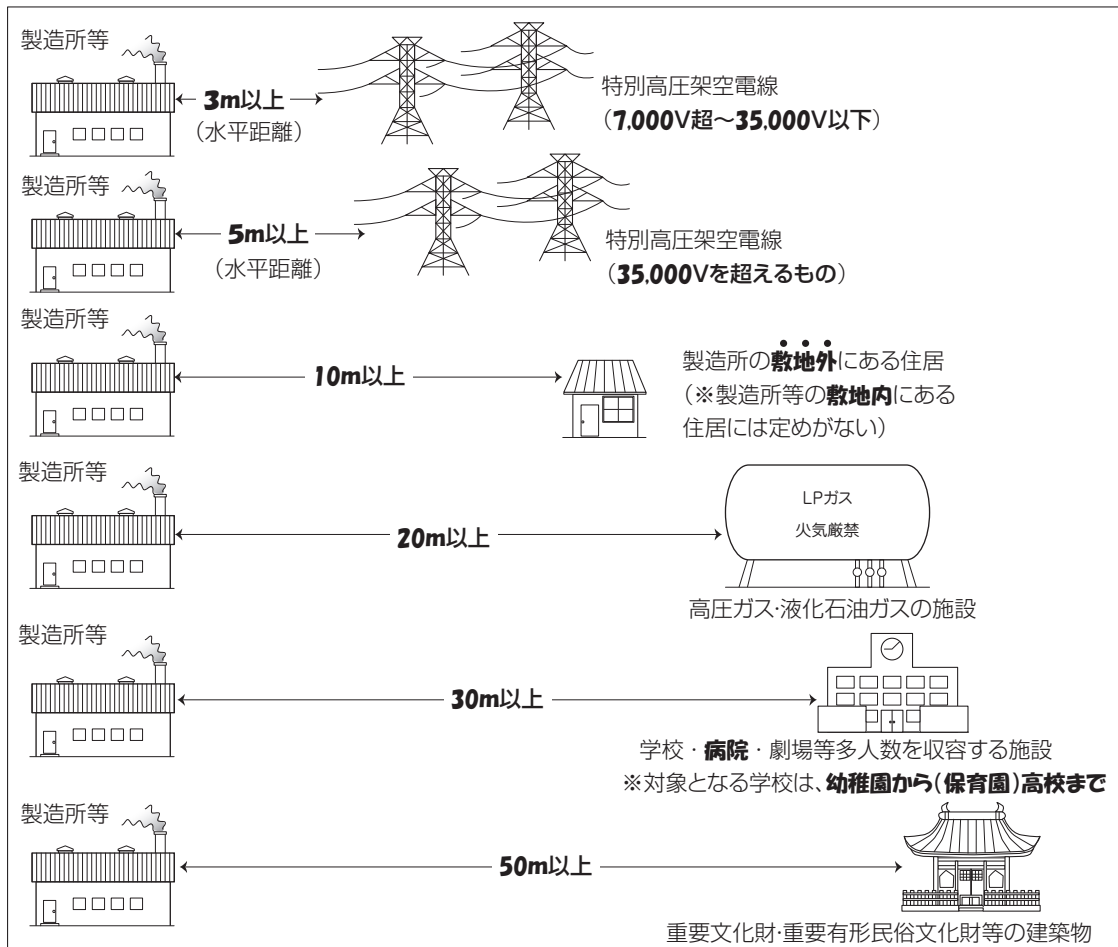 製造所等
3m以上
(水平距離)
特別高圧架空電線
(7,000V超〜35,000V以下)
製造所等
5m以上
(水平距離)
特別高圧架空電線
(35,000Vを超えるもの)
製造所等
10m以上
製造所の敷地外にある住居
(※製造所等の敷地内にある
住居には定めがない)
製造所等
20m以上
LPガス
火気厳禁
高圧ガス・液化石油ガスの施設
製造所等
30m以上
学校・病院・劇場等多人数を収容する施設
※対象となる学校は、幼稚園から(保育園)高校まで
製造所等
50m以上
重要文化財・重要有形民俗文化財等の建築物